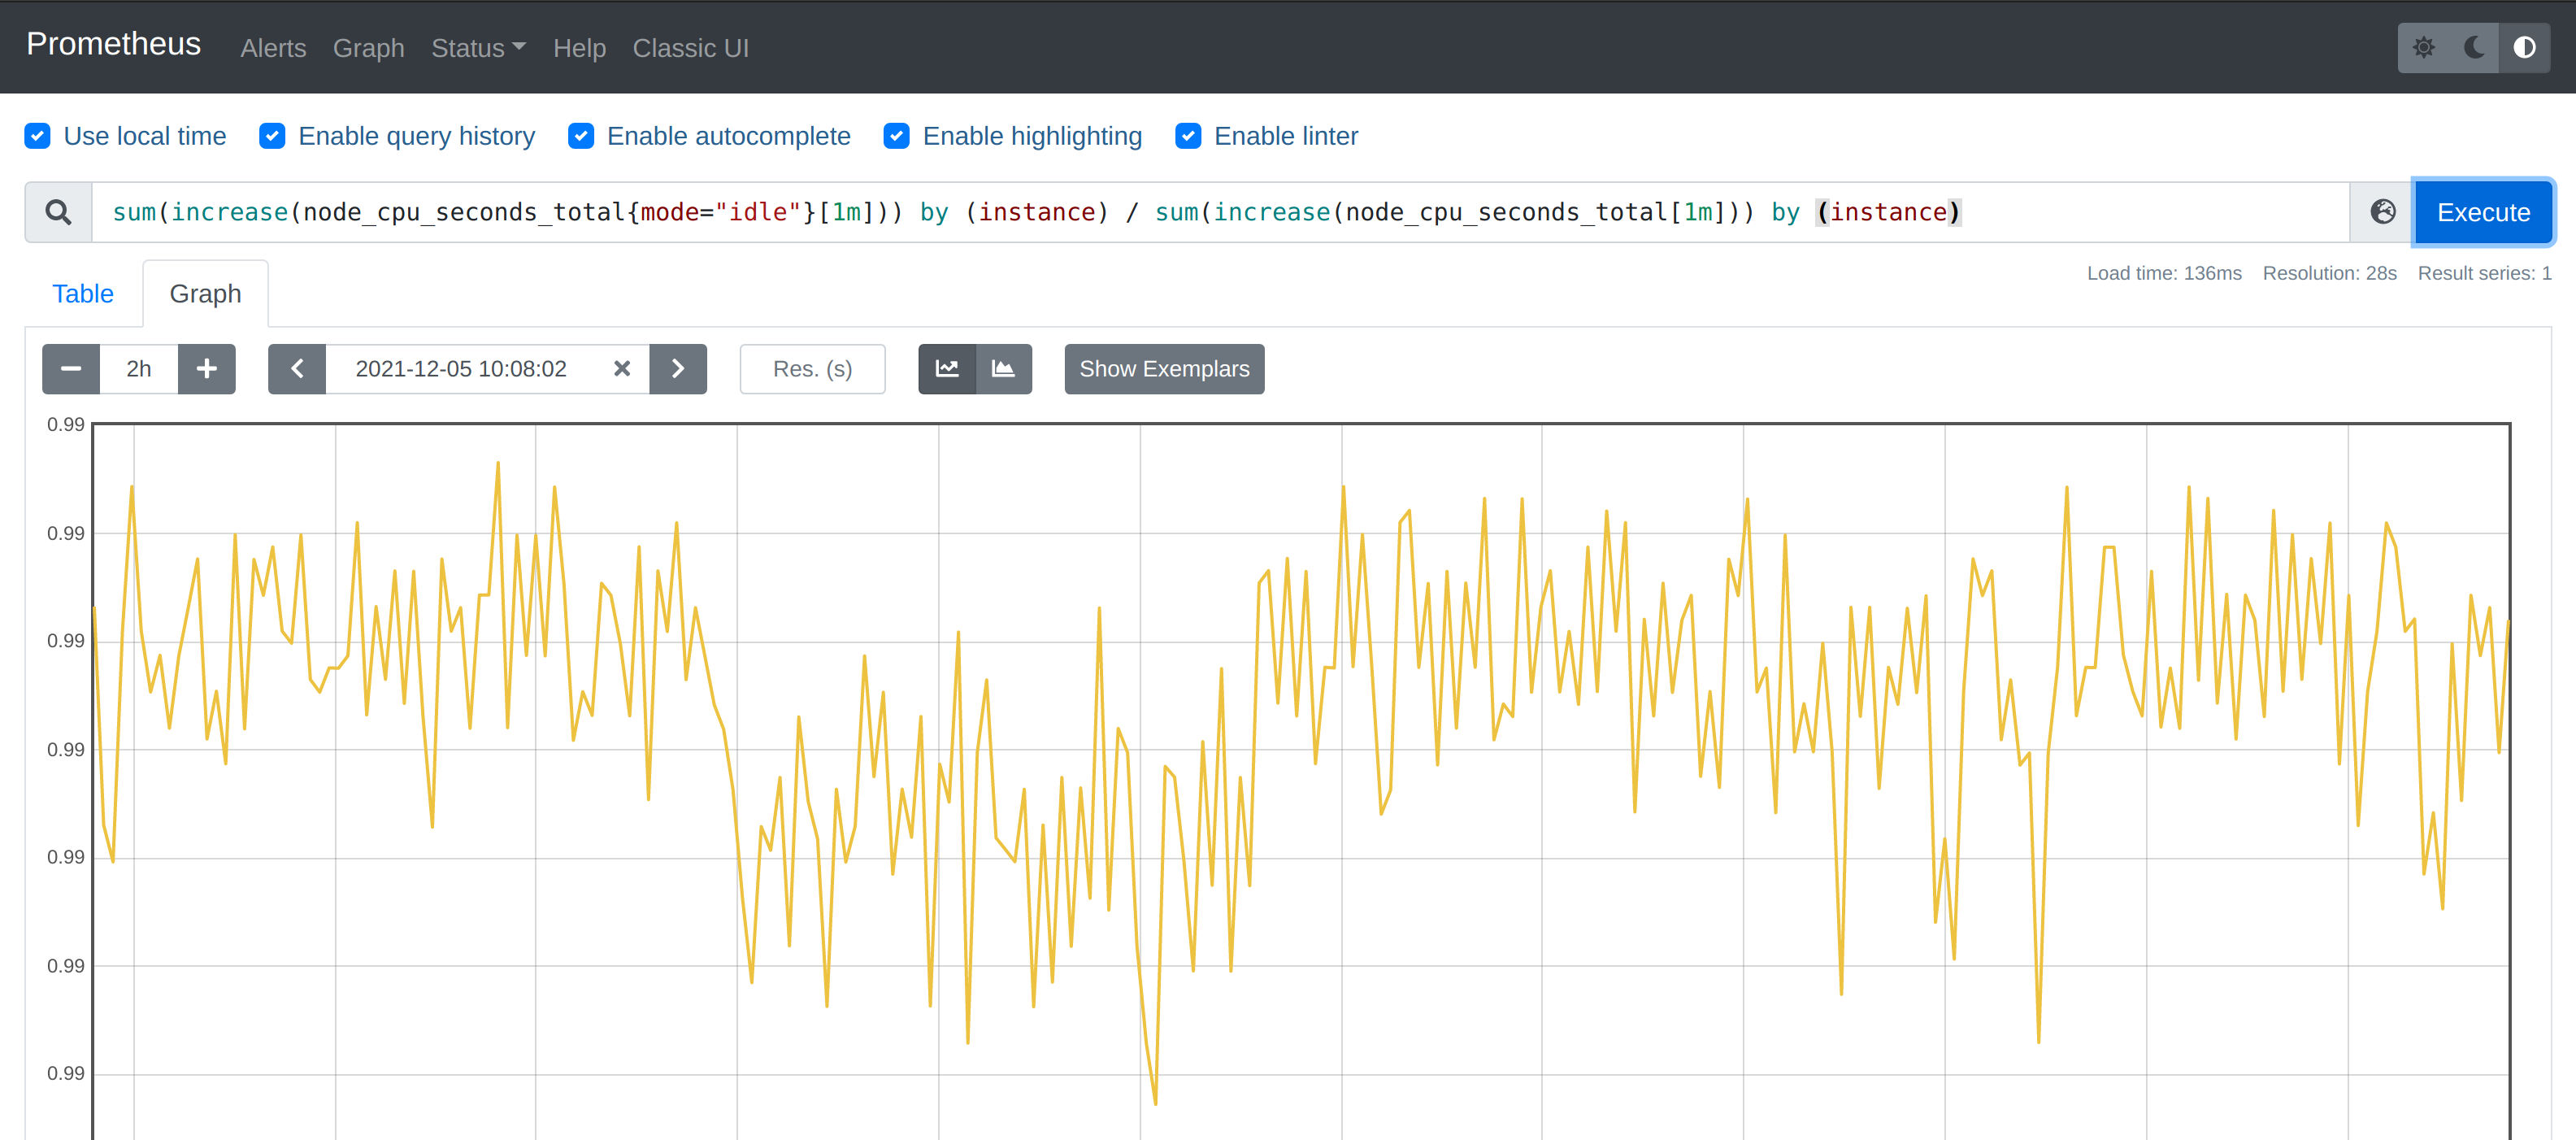 Prometheus Alerts Graph Status Help Classic UI
Use local time Enable query history Enable autocomplete Enable highlighting Enable linter
sum(increase(node_cpu_seconds_total{mode="idle"}[1m])) by (instance) / sum(increase(node_cpu_seconds_total[1m])) by (instance)
Execute
Load time: 136ms Resolution: 28s Result series: 1
Table Graph
2h 2021-12-05 10:08:02 Res. (s) Show Exemplars
0.99
0.99
0.99
0.99
0.99
0.99
0.99